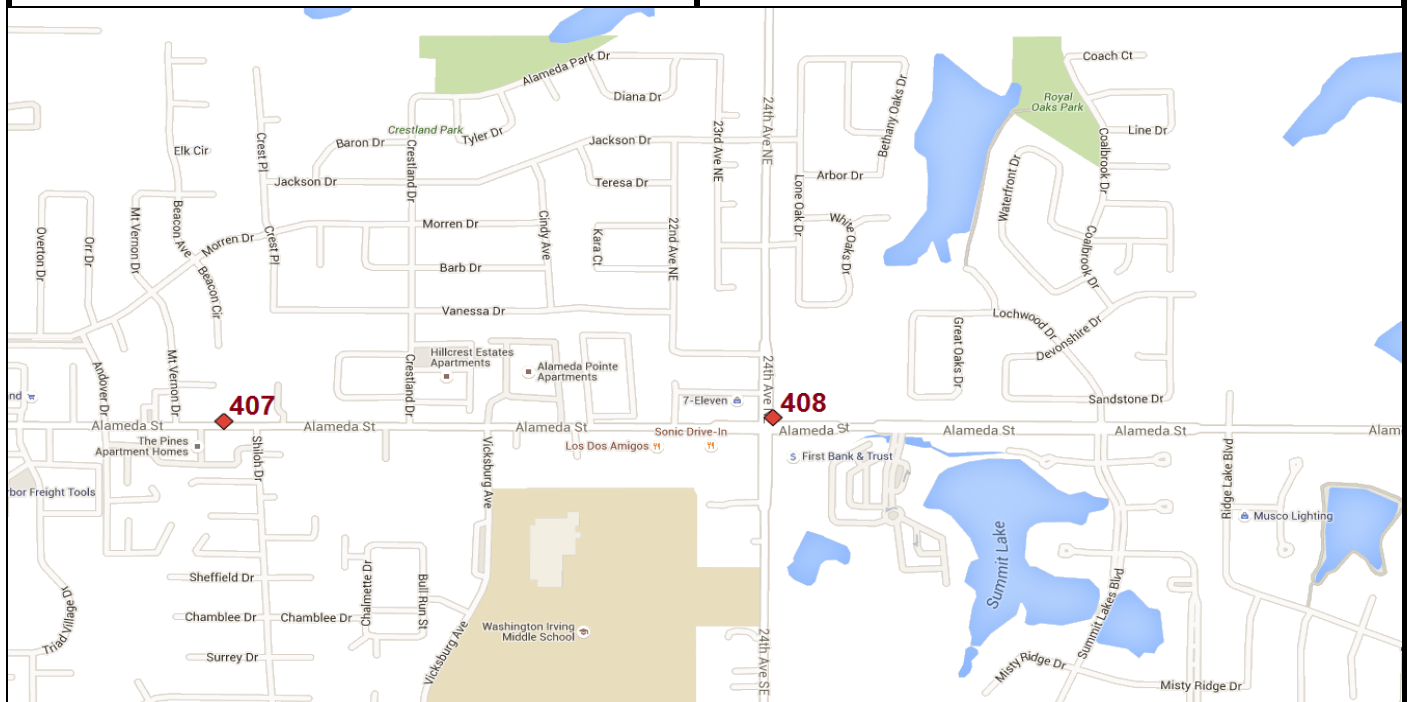 Coach Ct
Alameda Park Dr
Royal
Oaks Park
Diana Dr
24th Ave NE
Bethany Oaks Dr
Crestland Park
Tyler Dr
Line Dr
Baron Dr
Jackson Dr
23rd Ave NE
Crest Pl
Elk Cir
Crestland Dr
Coalbrook Dr
Jackson Dr
Teresa Dr
Arbor Dr
Waterfront Dr
Lone Oak Dr
Overton Dr
Orr Dr
Mt Vernon Dr
Beacon Ave
Morren Dr
Crest Pl
Morren Dr
Cindy Ave
Kara Ct
22nd Ave NE
White Oaks Dr
Coalbrook Dr
Barb Dr
Beacon Cir
Vanessa Dr
Lochwood Dr
Great Oaks Dr
Devonshire Dr
Hillcrest Estates
Apartments
Alameda Pointe
Apartments
24th Ave
Andover Dr
Mt Vernon Dr
Crestland Dr
nd
7-Eleven
Sandstone Dr
407
408
Alameda St
Alameda St
Alameda St
Sonic Drive-In
Alameda St
Alameda St
Alameda St
Alam
The Pines
Apartment Homes
Los Dos Amigos
First Bank & Trust
Shiloh Dr
Vicksburg Ave
Ridge Lake Blvd
rbor Freight Tools
Musco Lighting
Summit Lake
Sheffield Dr
Chalmette Dr
Bull Run St
Triad Village Dr
Chamblee Dr
Chamblee Dr
Summit Lakes Blvd
Washington Irving
Middle School
Vicksburg Ave
24th Ave SE
Surrey Dr
Misty Ridge Dr
Misty Ridge Dr